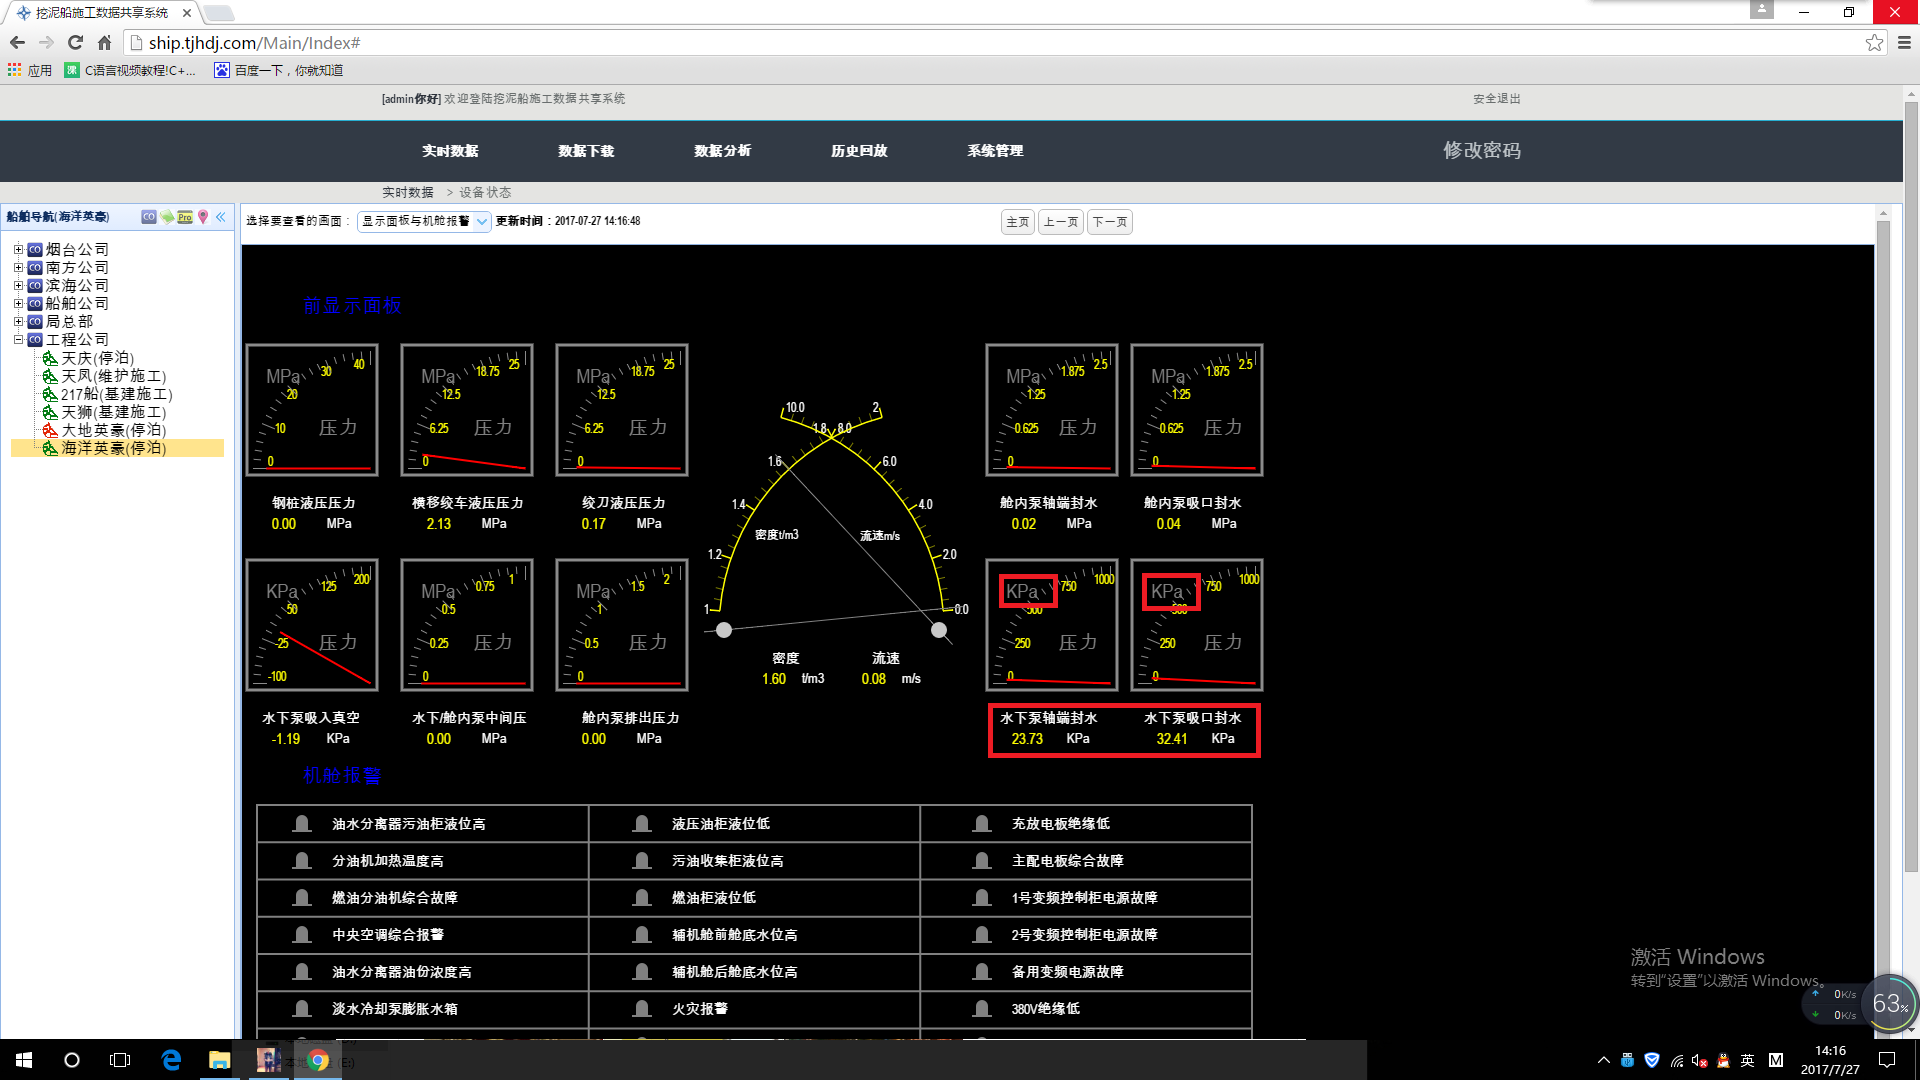 挖泥船施工数据共享系统
ship.tjhdj.com/Main/Index#
应用
C语言视频教程!C+...
百度一下，你就知道
[admin你好] 欢迎登陆挖泥船施工数据共享系统
安全退出
实时数据
数据下载
数据分析
历史回放
系统管理
修改密码
实时数据 > 设备状态
船舶导航(海洋英豪)
CO
Pro
选择要查看的画面：
显示面板与机舱报警
更新时间：2017-07-27 14:16:48
主页
上一页
下一页
烟台公司
南方公司
滨海公司
船舶公司
局总部
工程公司
天庆(停泊)
天凤(维护施工)
217船(基建施工)
天狮(基建施工)
大地英豪(停泊)
海洋英豪(停泊)
前显示面板
MPa 0 10 20 30 40 压力
MPa 0 6.25 12.5 18.75 25 压力
MPa 0 6.25 12.5 18.75 25 压力
MPa 0 0.625 1.25 1.875 2.5 压力
MPa 0 0.625 1.25 1.875 2.5 压力
钢桩液压压力
0.00 MPa
横移绞车液压压力
2.13 MPa
绞刀液压压力
0.17 MPa
舱内泵轴端封水
0.02 MPa
舱内泵吸口封水
0.04 MPa
10.0 2
1.8 8.0
1.6 6.0
1.4 4.0
密度t/m3 流速m/s
1.2 2.0
1 0.0
密度 流速
1.60 t/m3 0.08 m/s
KPa -100 -25 50 125 200 压力
MPa 0 0.25 0.5 0.75 1 压力
MPa 0 0.5 1 1.5 2 压力
KPa 0 250 500 750 1000 压力
KPa 0 250 500 750 1000 压力
水下泵吸入真空
-1.19 KPa
水下/舱内泵中间压
0.00 MPa
舱内泵排出压力
0.00 MPa
水下泵轴端封水
23.73 KPa
水下泵吸口封水
32.41 KPa
机舱报警
油水分离器污油柜液位高
液压油柜液位低
充放电板绝缘低
分油机加热温度高
污油收集柜液位高
主配电板综合故障
燃油分油机综合故障
燃油柜液位低
1号变频控制柜电源故障
中央空调综合报警
辅机舱前舱底水位高
2号变频控制柜电源故障
油水分离器油份浓度高
辅机舱后舱底水位高
备用变频电源故障
淡水冷却泵膨胀水箱
火灾报警
380V绝缘低
激活 Windows
转到“设置”以激活 Windows。
0K/s
0K/s
63%
英
M
14:16
2017/7/27